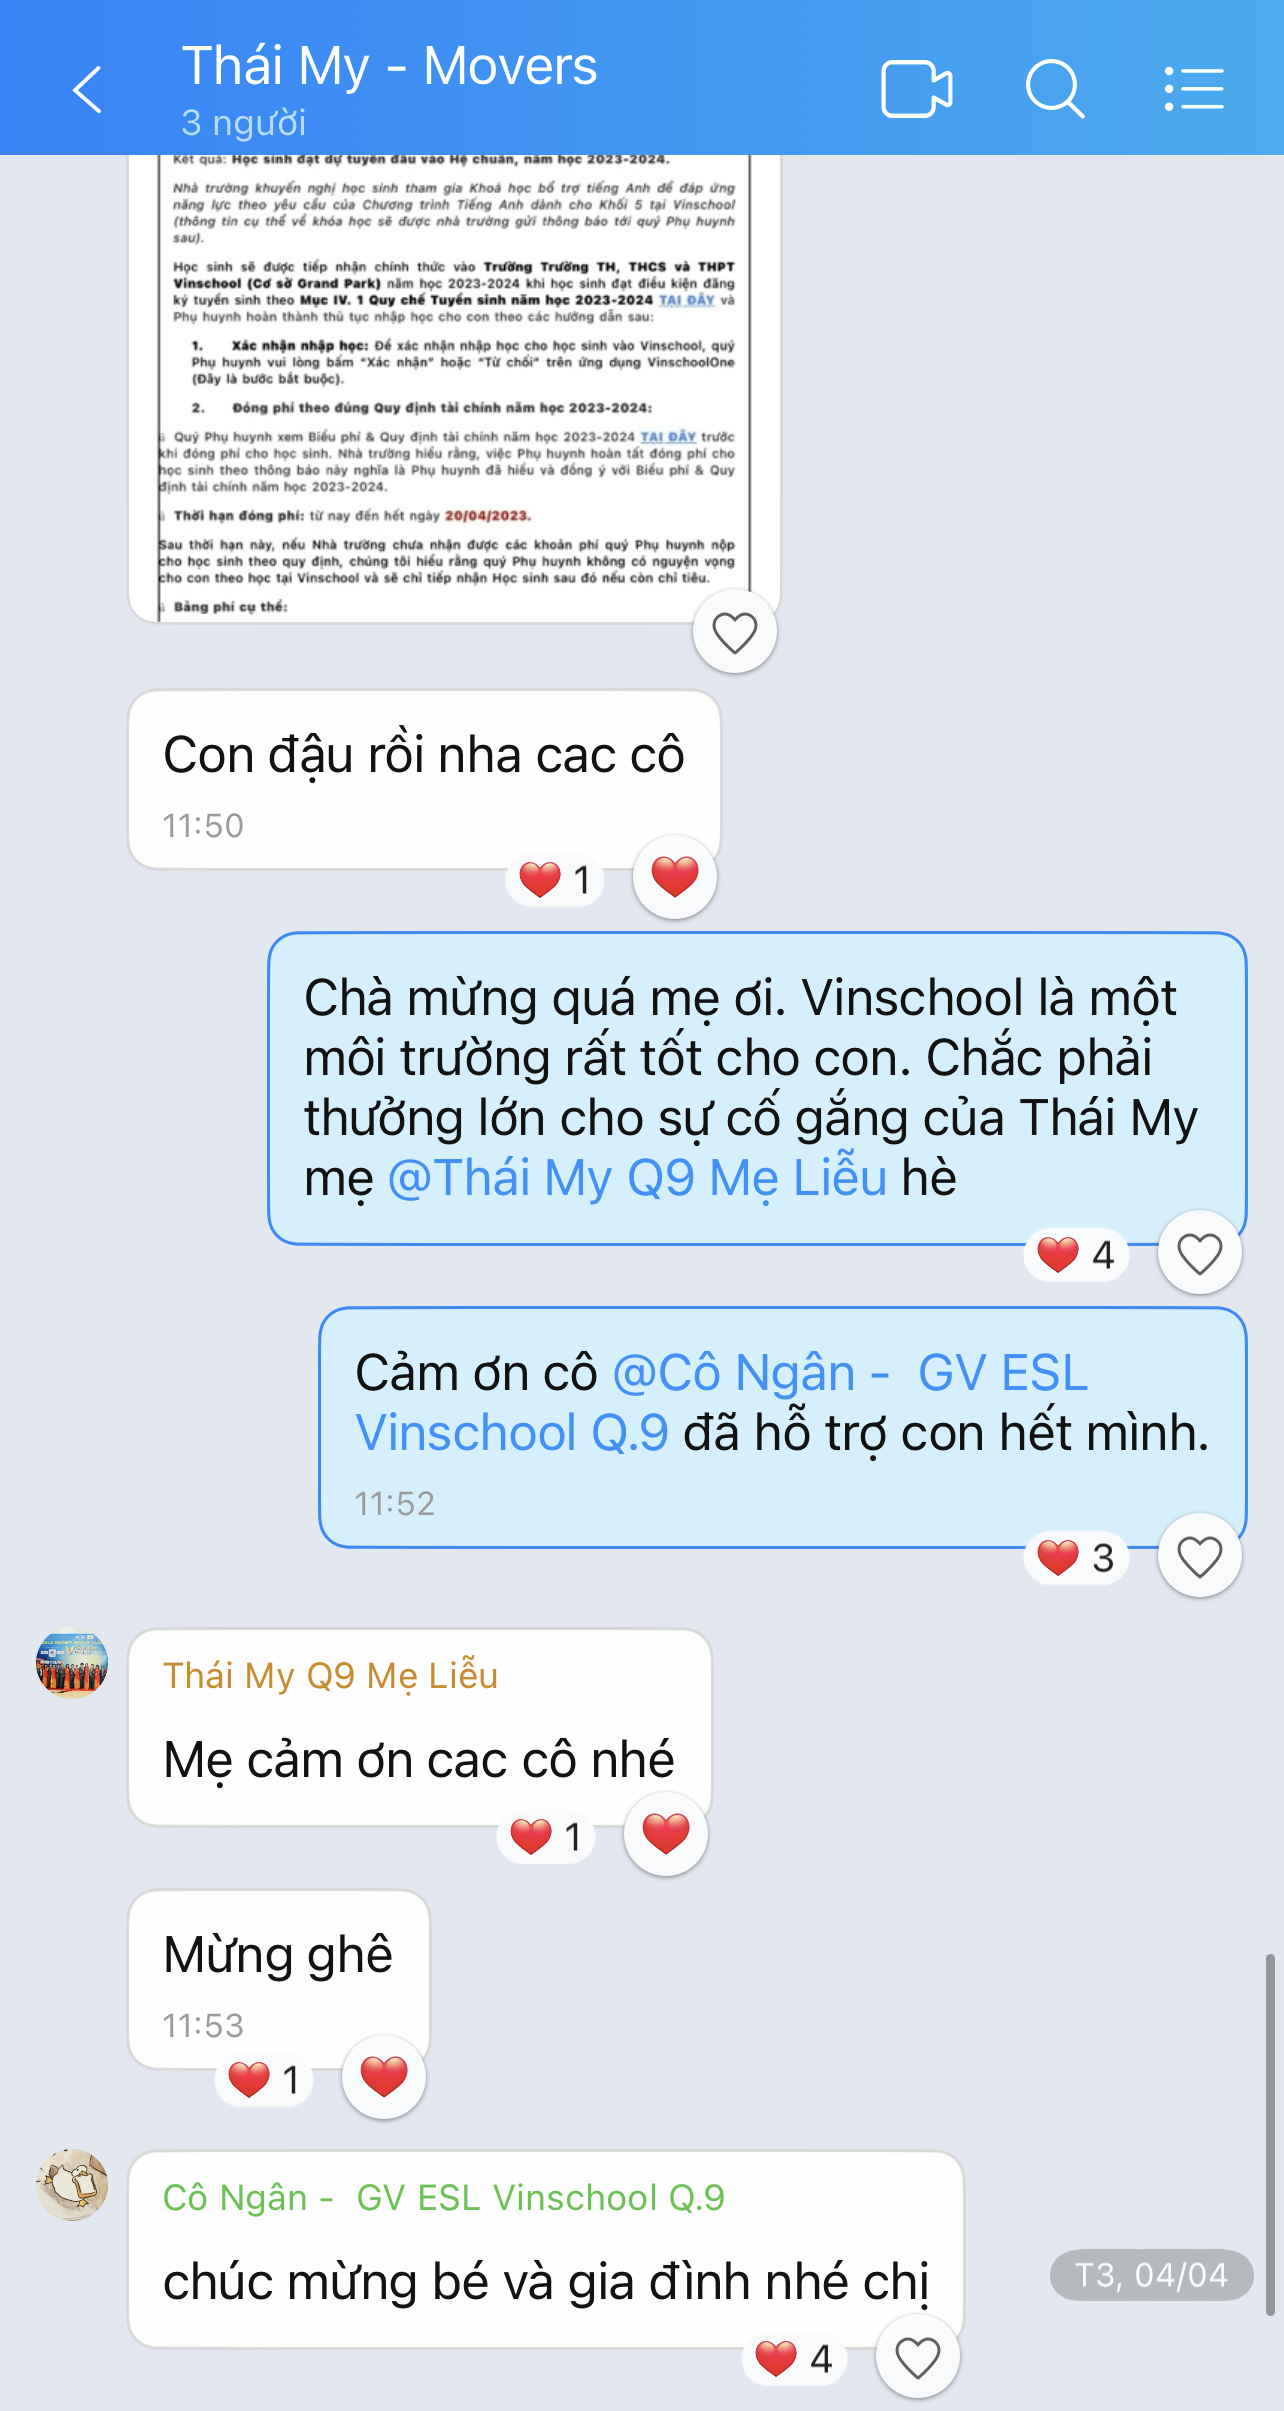 Thái My - Movers
3 người
Kết quả: Học sinh đạt dự tuyển đầu vào Hệ chuẩn, năm học 2023-2024.
Nhà trường khuyến nghị học sinh tham gia Khoá học bổ trợ tiếng Anh để đáp ứng
năng lực theo yêu cầu của Chương trình Tiếng Anh dành cho Khối 5 tại Vinschool
(thông tin cụ thể về khóa học sẽ được nhà trường gửi thông báo tới quý Phụ huynh
sau).
Học sinh sẽ được tiếp nhận chính thức vào Trường Trường TH, THCS và THPT
Vinschool (Cơ sở Grand Park) năm học 2023-2024 khi học sinh đạt điều kiện đăng
ký tuyển sinh theo Mục IV. 1 Quy chế Tuyển sinh năm học 2023-2024 TẠI ĐÂY và
Phụ huynh hoàn thành thủ tục nhập học cho con theo các hướng dẫn sau:
1. Xác nhận nhập học: Để xác nhận nhập học cho học sinh vào Vinschool, quý
Phụ huynh vui lòng bấm "Xác nhận" hoặc "Từ chối" trên ứng dụng VinschoolOne
(Đây là bước bắt buộc).
2. Đóng phí theo đúng Quy định tài chính năm học 2023-2024:
Quý Phụ huynh xem Biểu phí & Quy định tài chính năm học 2023-2024 TẠI ĐÂY trước
khi đóng phí cho học sinh. Nhà trường hiểu rằng, việc Phụ huynh hoàn tất đóng phí cho
học sinh theo thông báo này nghĩa là Phụ huynh đã hiểu và đồng ý với Biểu phí & Quy
định tài chính năm học 2023-2024.
Thời hạn đóng phí: từ nay đến hết ngày 20/04/2023.
Sau thời hạn này, nếu Nhà trường chưa nhận được các khoản phí quý Phụ huynh nộp
cho học sinh theo quy định, chúng tôi hiểu rằng quý Phụ huynh không có nguyện vọng
cho con theo học tại Vinschool và sẽ chỉ tiếp nhận Học sinh sau đó nếu còn chỉ tiêu.
Bảng phí cụ thể:
Con đậu rồi nha cac cô
11:50
1
Chà mừng quá mẹ ơi. Vinschool là một
môi trường rất tốt cho con. Chắc phải
thưởng lớn cho sự cố gắng của Thái My
mẹ @Thái My Q9 Mẹ Liễu hè
4
Cảm ơn cô @Cô Ngân - GV ESL
Vinschool Q.9 đã hỗ trợ con hết mình.
11:52
3
Thái My Q9 Mẹ Liễu
Mẹ cảm ơn cac cô nhé
1
Mừng ghê
11:53
1
Cô Ngân - GV ESL Vinschool Q.9
chúc mừng bé và gia đình nhé chị
T3, 04/04
4